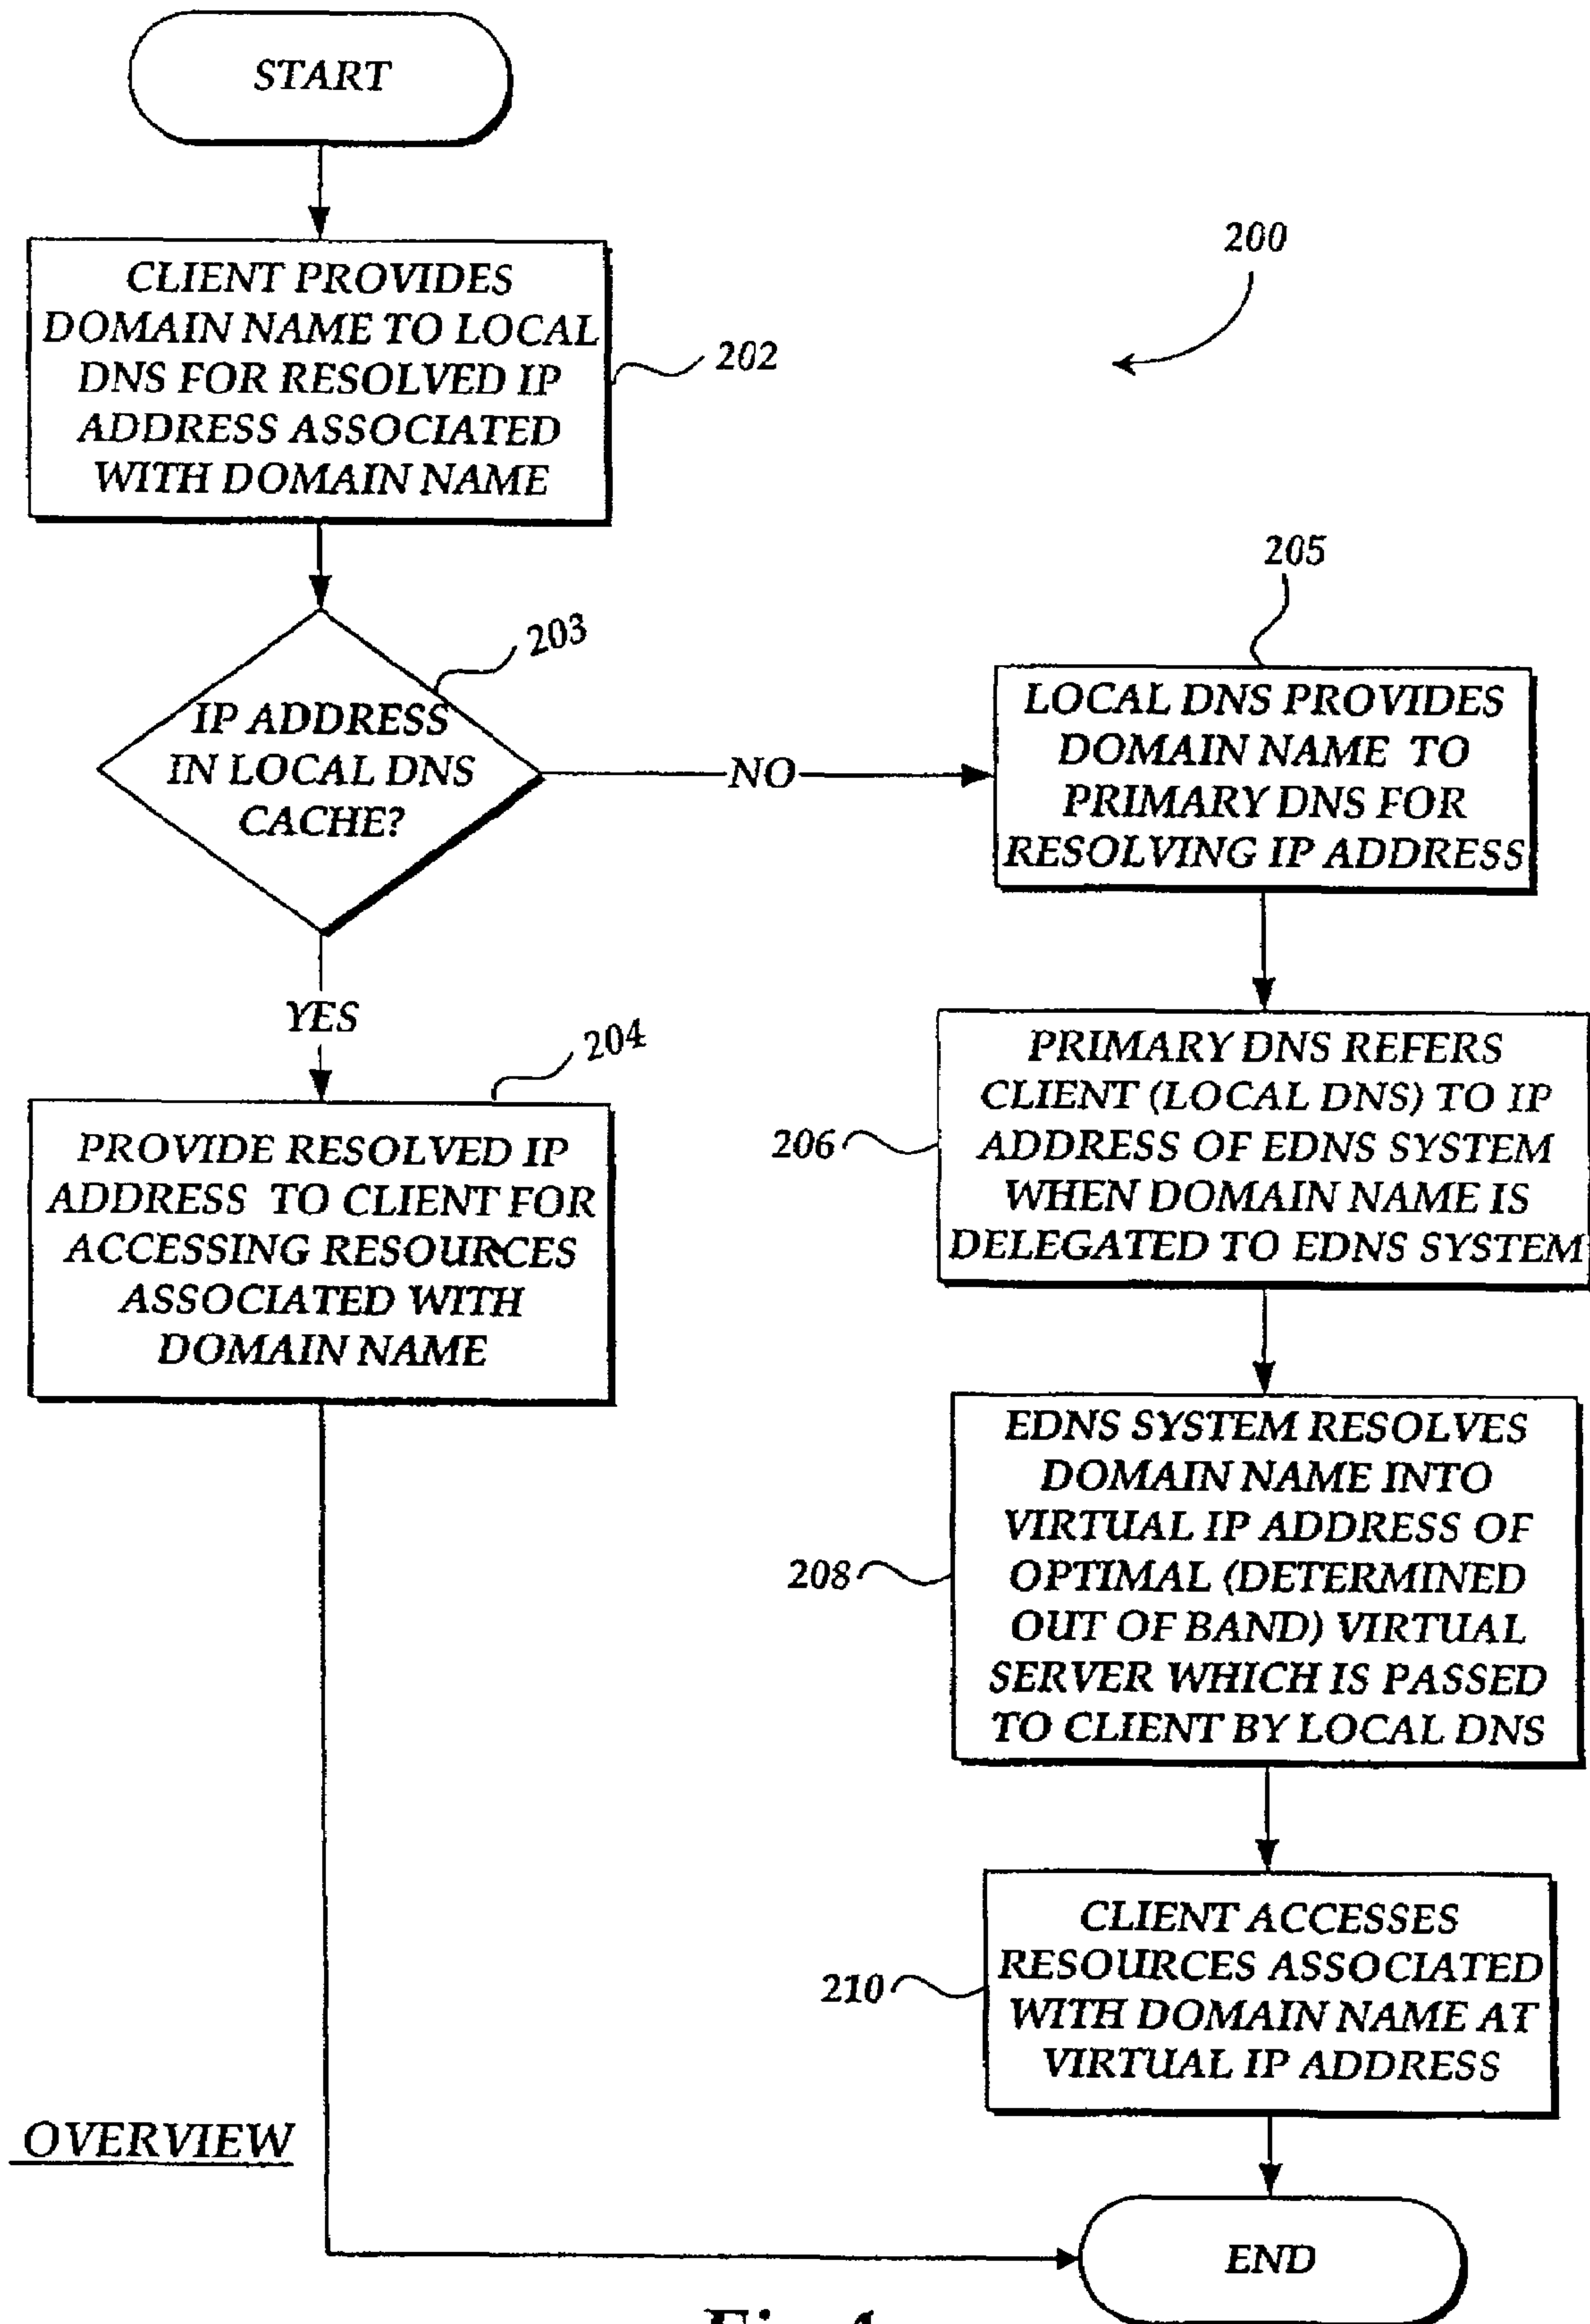 START
CLIENT PROVIDES
DOMAIN NAME TO LOCAL
DNS FOR RESOLVED IP
ADDRESS ASSOCIATED
WITH DOMAIN NAME
202
200
203
IP ADDRESS
IN LOCAL DNS
CACHE?
NO
YES
204
PROVIDE RESOLVED IP
ADDRESS TO CLIENT FOR
ACCESSING RESOURCES
ASSOCIATED WITH
DOMAIN NAME
205
LOCAL DNS PROVIDES
DOMAIN NAME TO
PRIMARY DNS FOR
RESOLVING IP ADDRESS
206
PRIMARY DNS REFERS
CLIENT (LOCAL DNS) TO IP
ADDRESS OF EDNS SYSTEM
WHEN DOMAIN NAME IS
DELEGATED TO EDNS SYSTEM
208
EDNS SYSTEM RESOLVES
DOMAIN NAME INTO
VIRTUAL IP ADDRESS OF
OPTIMAL (DETERMINED
OUT OF BAND) VIRTUAL
SERVER WHICH IS PASSED
TO CLIENT BY LOCAL DNS
210
CLIENT ACCESSES
RESOURCES ASSOCIATED
WITH DOMAIN NAME AT
VIRTUAL IP ADDRESS
OVERVIEW
END